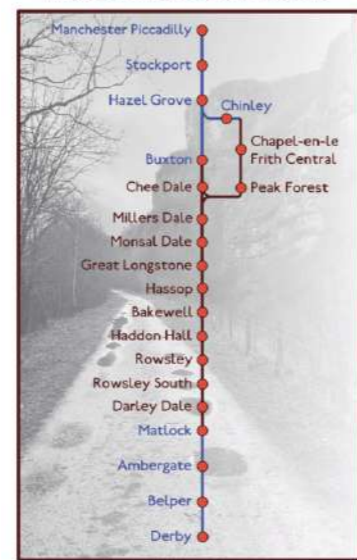 Manchester Piccadilly
Stockport
Hazel Grove
Chinley
Chapel-en-le
Frith Central
Buxton
Chee Dale
Peak Forest
Millers Dale
Monsal Dale
Great Longstone
Hassop
Bakewell
Haddon Hall
Rowsley
Rowsley South
Darley Dale
Matlock
Ambergate
Belper
Derby